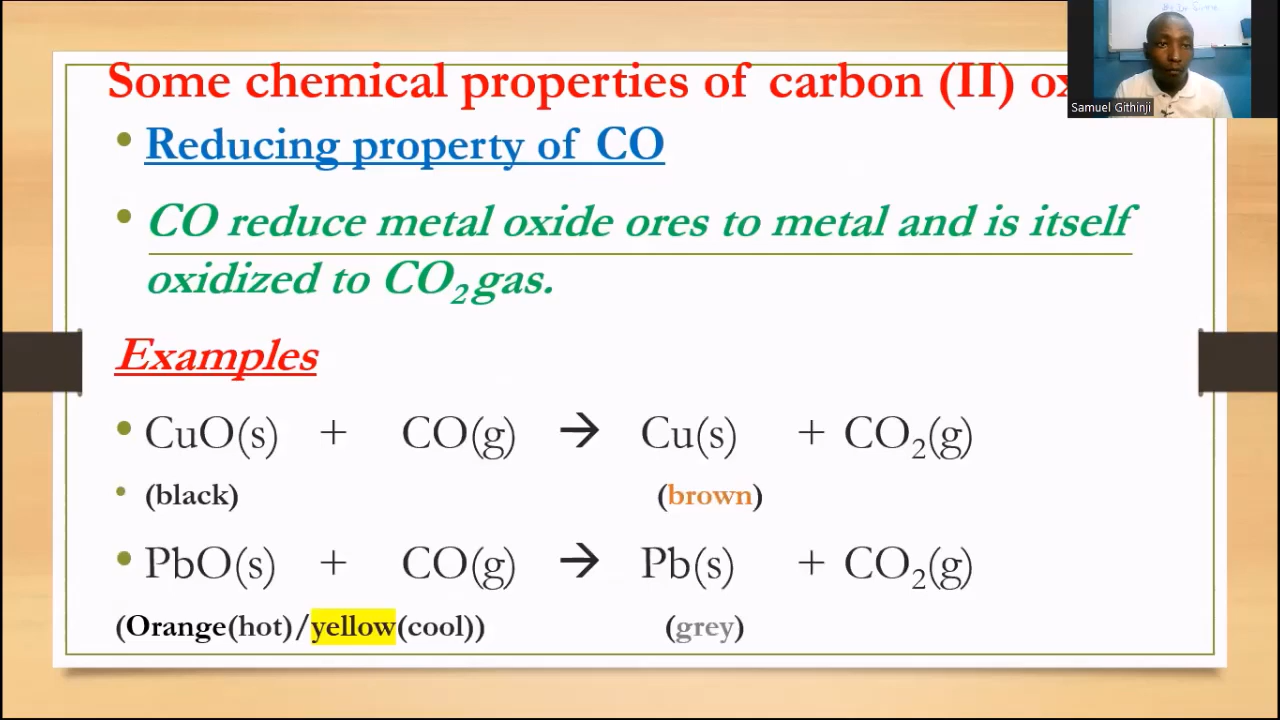 Some chemical properties of carbon (II) ox
Samuel Githinji
• Reducing property of CO
• CO reduce metal oxide ores to metal and is itself
oxidized to CO₂ gas.
Examples
• CuO(s) + CO(g) → Cu(s) + CO₂(g)
• (black) (brown)
• PbO(s) + CO(g) → Pb(s) + CO₂(g)
(Orange(hot)/yellow(cool)) (grey)